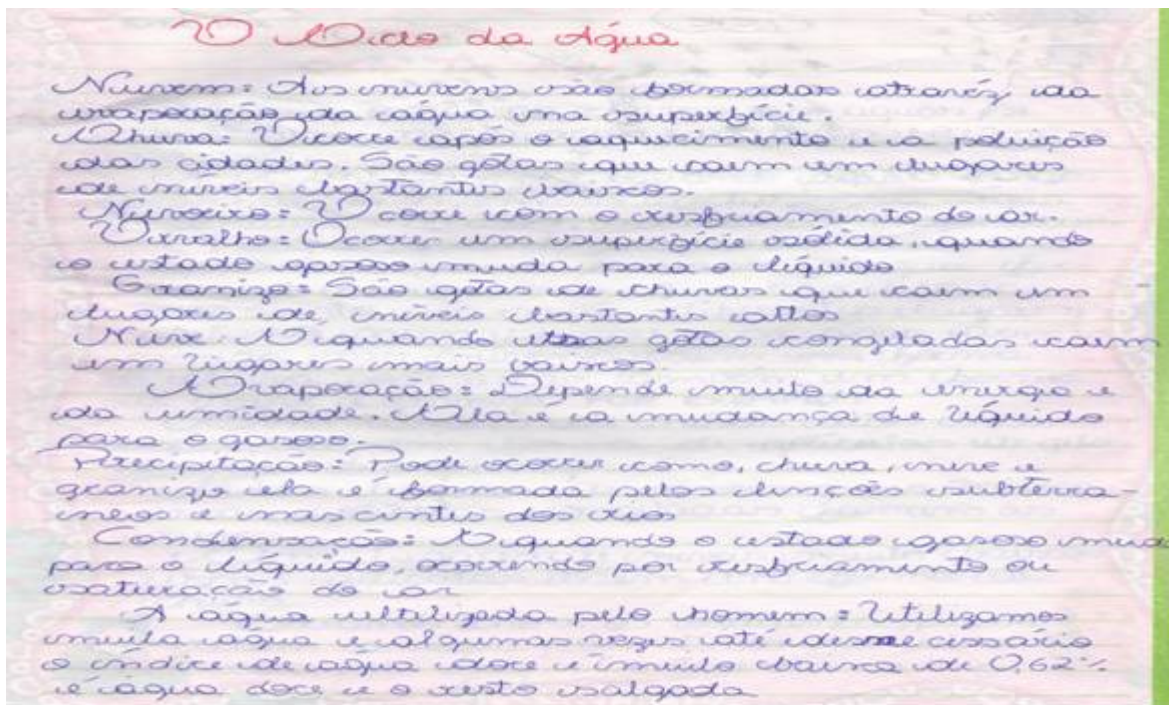 O Ciclo da Água
Nuvem: As nuvens são formadas atravéz da
evaporação da água na superfície.
Chuva: Ocorre após o aquecimento e a poluição
das cidades. São gotas que caem em lugares
de níveis bastantes baixos.
Nevoeiro: Ocorre com o resfriamento do ar.
Orvalho: Ocorre em superfície sólida, quando
o estado gasoso muda para o líquido
Granizo: São gotas de chuvas que caem em
lugares de níveis bastantes altos
Neve: É quando essas gotas congeladas caem
em lugares mais baixos.
Evaporação: Depende muito da energia e
da umidade. Ela é a mudança de líquido
para o gasoso.
Precipitação: Pode ocorrer como, chuva, neve e
granizo ela é formada pelos lençóis subterra-
neos e nascentes dos rios
Condensação: É quando o estado gasoso muda
para o líquido, ocorrendo por resfriamento ou
saturação do ar
A água ultilizada pelo homem: Utilizamos
muita água e algumas vezes até desnecessário
o índice de água doce é muito baixa de 0,62%
é água doce e o resto salgada